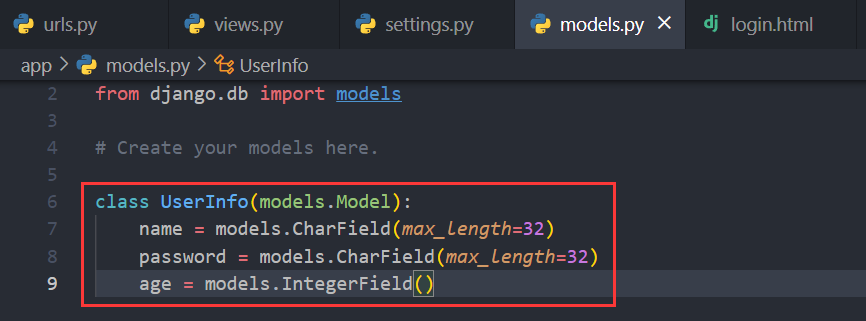 urls.py views.py settings.py models.py × dj login.html
app > models.py > UserInfo
2 from django.db import models
3
4 # Create your models here.
5
6 class UserInfo(models.Model):
7     name = models.CharField(max_length=32)
8     password = models.CharField(max_length=32)
9     age = models.IntegerField()